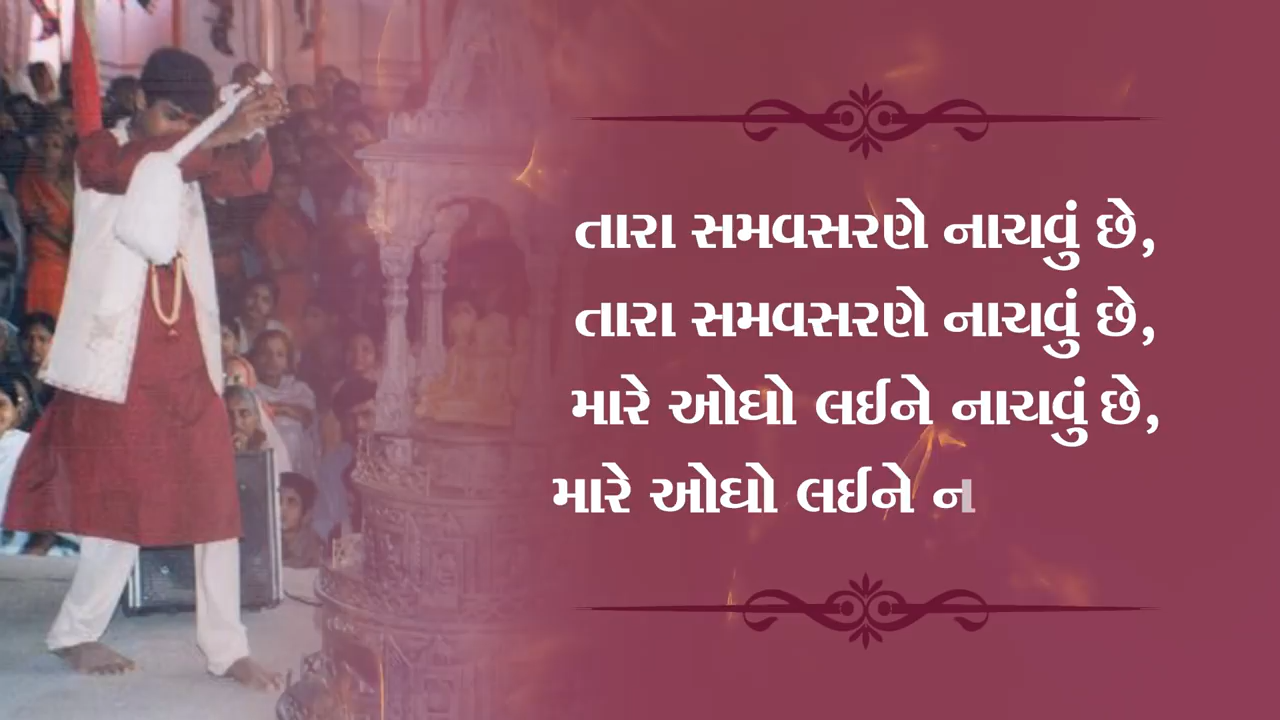 તારા સમવસરણે નાચવું છે,
તારા સમવસરણે નાચવું છે,
મારે ઓઘો લઈને નાચવું છે,
મારે ઓઘો લઈને ન